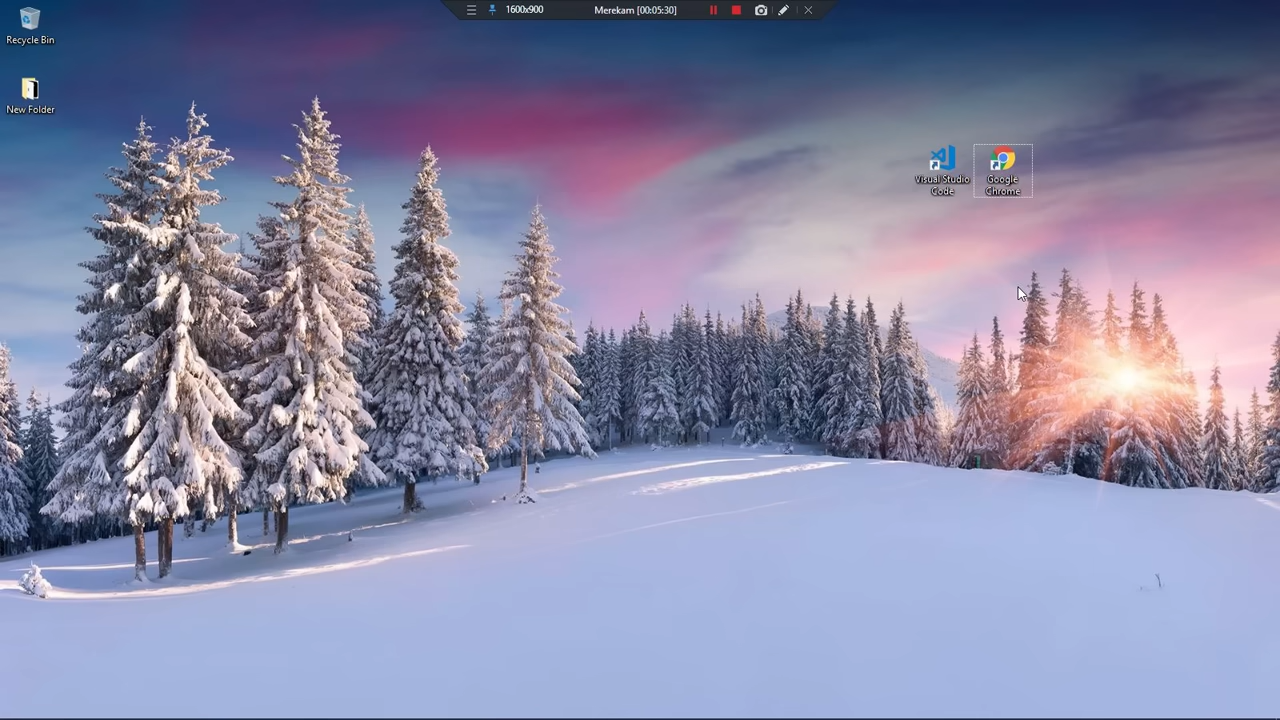 1600x900
Merekam [00:05:30]
Recycle Bin
New Folder
Visual Studio
Code
Google
Chrome